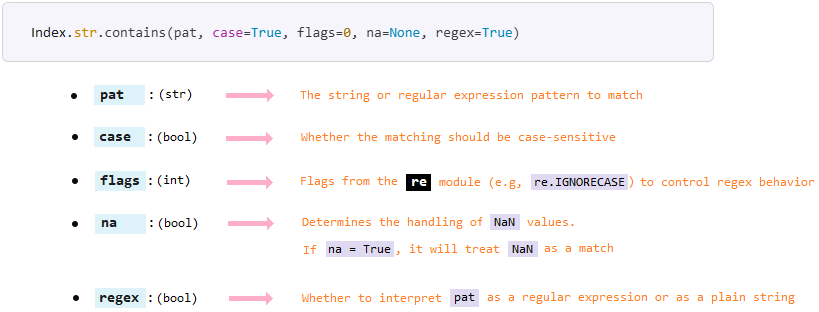 Index.str.contains(pat, case=True, flags=0, na=None, regex=True)
pat : (str) The string or regular expression pattern to match
case : (bool) Whether the matching should be case-sensitive
flags : (int) Flags from the re module (e.g, re.IGNORECASE) to control regex behavior
na : (bool) Determines the handling of NaN values.
If na = True, it will treat NaN as a match
regex : (bool) Whether to interpret pat as a regular expression or as a plain string